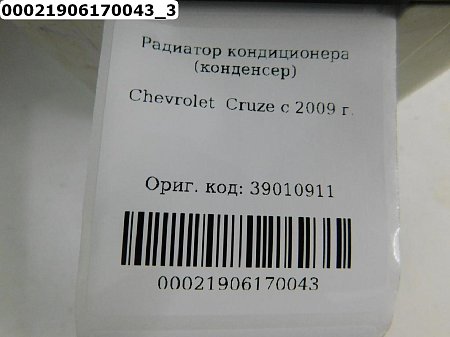 00021906170043_3
Радиатор кондиционера
(конденсер)
Chevrolet Cruze с 2009 г.
Ориг. код: 39010911
00021906170043